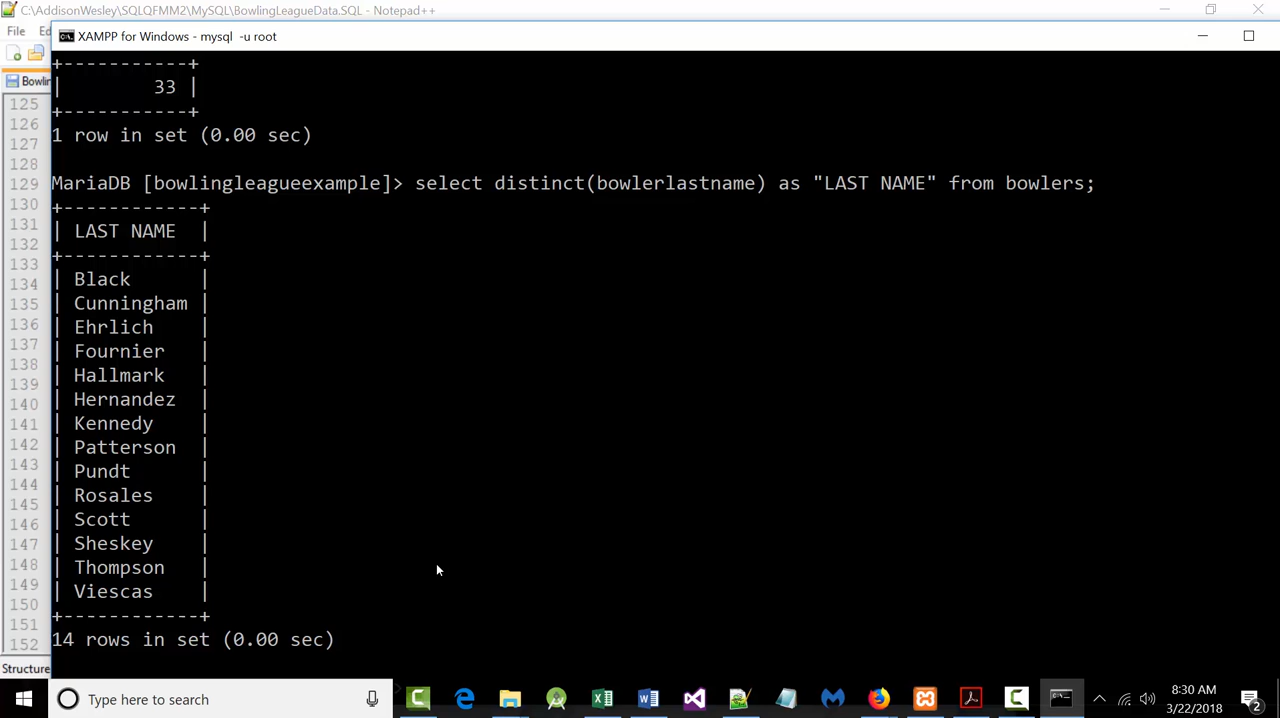 C:\AddisonWesley\SQLQFMM2\MySQL\BowlingLeagueData.SQL - Notepad++
File
XAMPP for Windows - mysql  -u root
Bowlin
125
126
127
128
129
130
131
132
133
134
135
136
137
138
139
140
141
142
143
144
145
146
147
148
149
150
151
152
Structure
+-----------+
|        33 |
+-----------+
1 row in set (0.00 sec)
MariaDB [bowlingleagueexample]> select distinct(bowlerlastname) as "LAST NAME" from bowlers;
+------------+
| LAST NAME  |
+------------+
| Black      |
| Cunningham |
| Ehrlich    |
| Fournier   |
| Hallmark   |
| Hernandez  |
| Kennedy    |
| Patterson  |
| Pundt      |
| Rosales    |
| Scott      |
| Sheskey    |
| Thompson   |
| Viescas    |
+------------+
14 rows in set (0.00 sec)
Type here to search
8:30 AM
3/22/2018
2